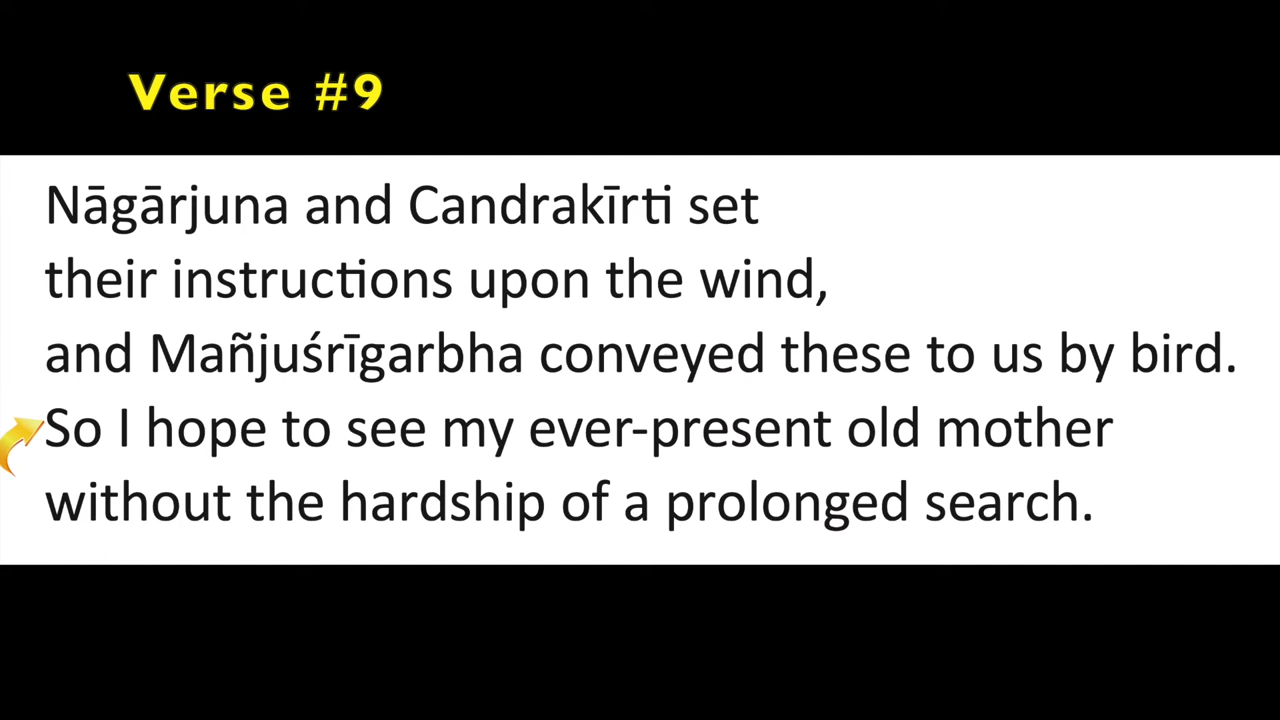 Verse #9
Nāgārjuna and Candrakīrti set
their instructions upon the wind,
and Mañjuśrīgarbha conveyed these to us by bird.
So I hope to see my ever-present old mother
without the hardship of a prolonged search.